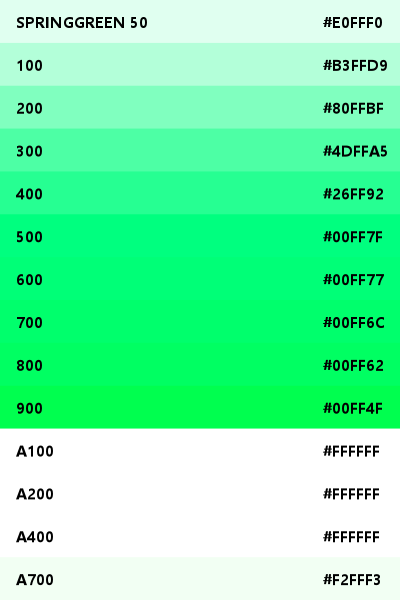 SPRINGGREEN 50 #E0FFF0
100 #B3FFD9
200 #80FFBF
300 #4DFFA5
400 #26FF92
500 #00FF7F
600 #00FF77
700 #00FF6C
800 #00FF62
900 #00FF4F
A100 #FFFFFF
A200 #FFFFFF
A400 #FFFFFF
A700 #F2FFF3